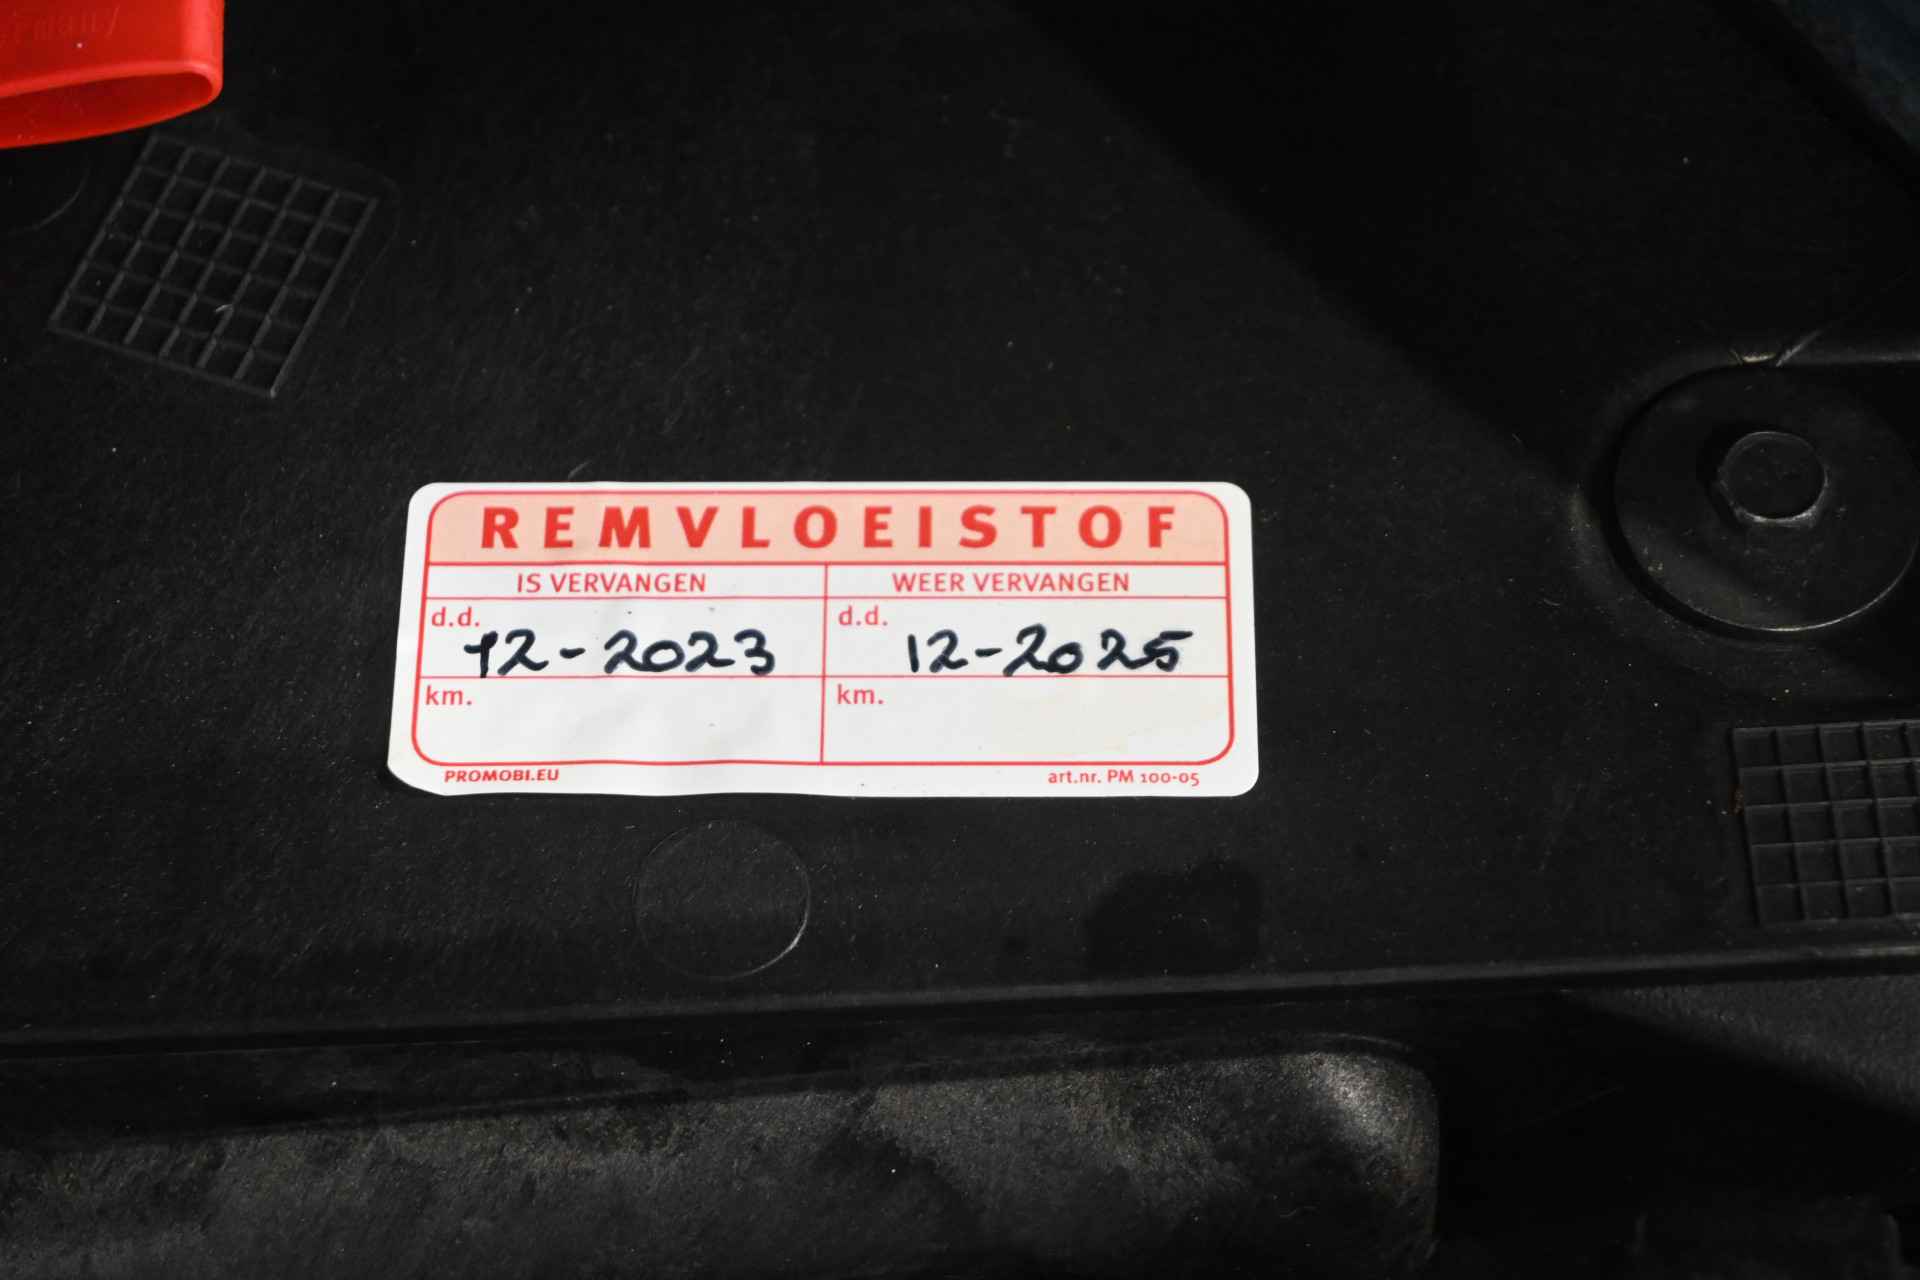 REMVLOEISTOF
IS VERVANGEN WEER VERVANGEN
d.d. 12-2023 d.d. 12-2025
km. km.
PROMOBI.EU art.nr. PM 100-05